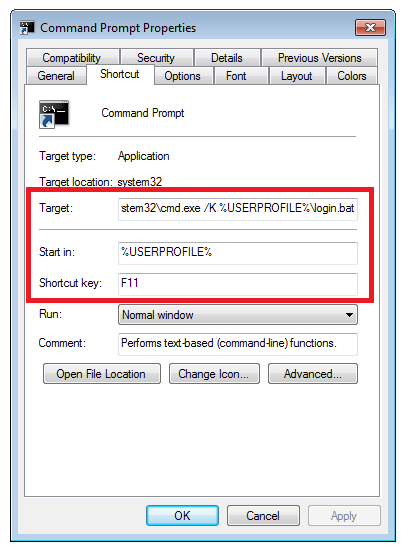 Command Prompt Properties
Compatibility Security Details Previous Versions
General Shortcut Options Font Layout Colors
Command Prompt
Target type: Application
Target location: system32
Target: stem32\cmd.exe /K %USERPROFILE%\login.bat
Start in: %USERPROFILE%
Shortcut key: F11
Run: Normal window
Comment: Performs text-based (command-line) functions.
Open File Location Change Icon... Advanced...
OK Cancel Apply